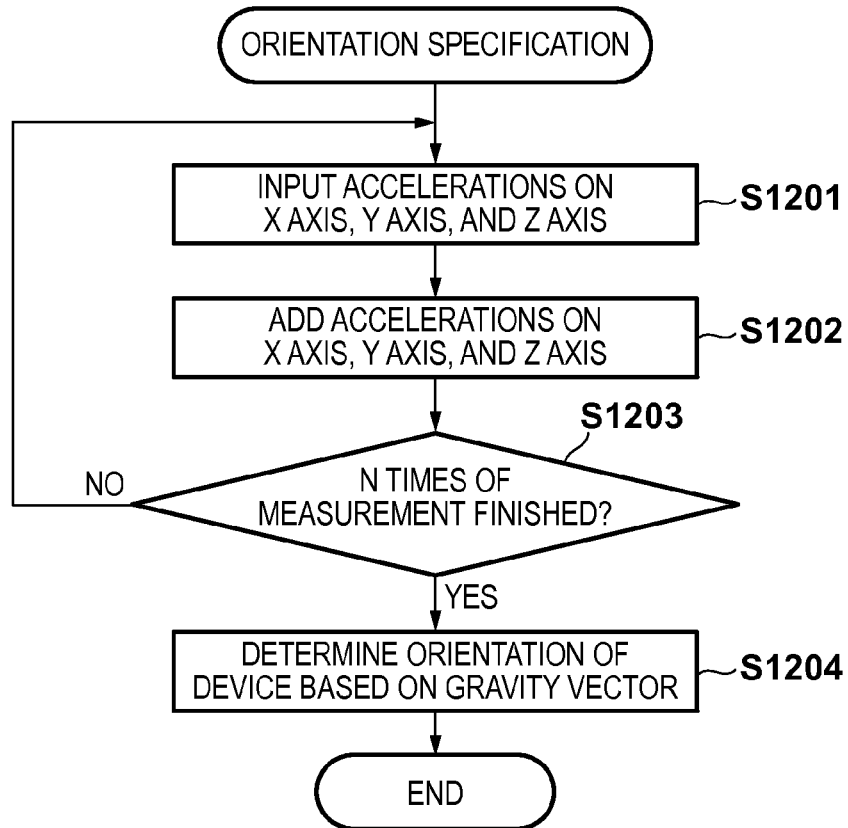 ORIENTATION SPECIFICATION
INPUT ACCELERATIONS ON
X AXIS, Y AXIS, AND Z AXIS
S1201
ADD ACCELERATIONS ON
X AXIS, Y AXIS, AND Z AXIS
S1202
S1203
N TIMES OF
MEASUREMENT FINISHED?
NO
YES
DETERMINE ORIENTATION OF
DEVICE BASED ON GRAVITY VECTOR
S1204
END